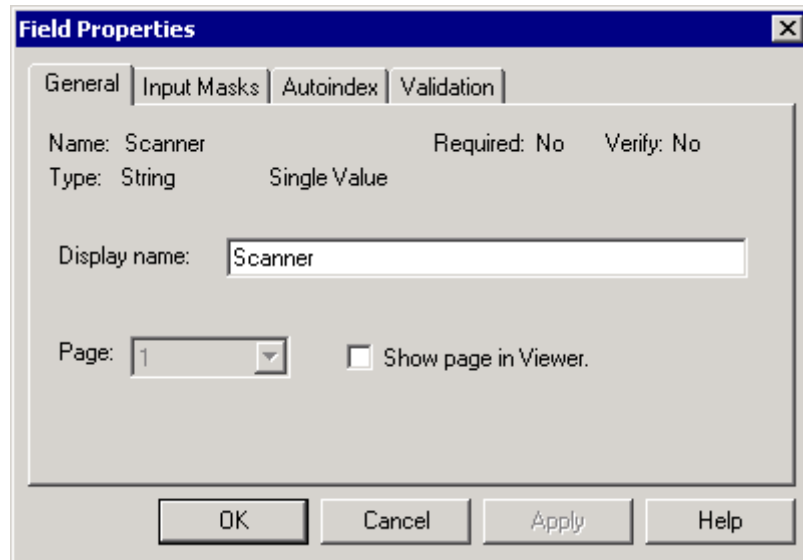 Field Properties
General Input Masks Autoindex Validation
Name: Scanner Required: No Verify: No
Type: String Single Value
Display name: Scanner
Page: 1 Show page in Viewer.
OK Cancel Apply Help